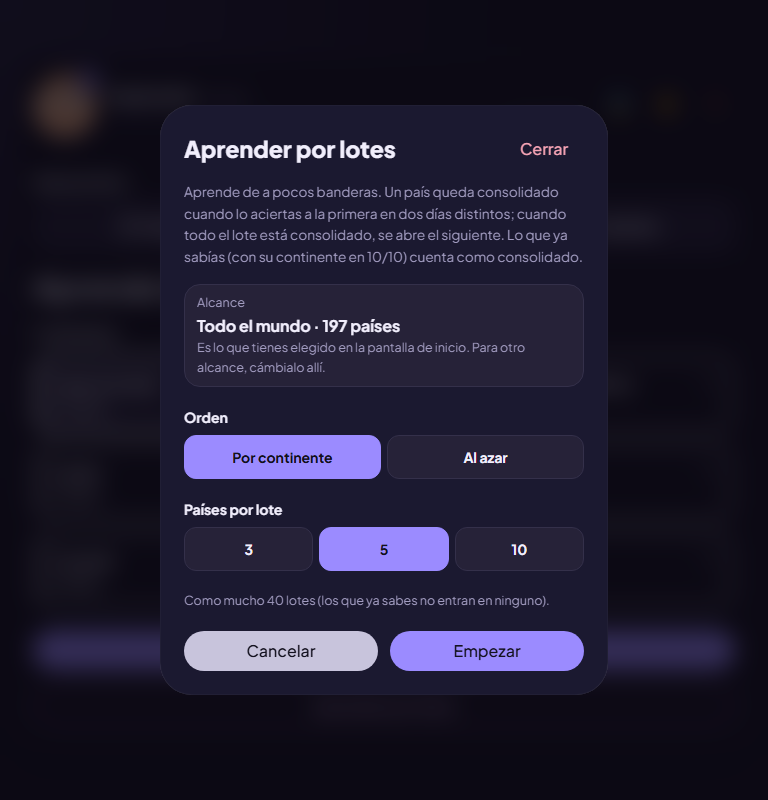 Aprender por lotes
Cerrar
Aprende de a pocos banderas. Un país queda consolidado
cuando lo aciertas a la primera en dos días distintos; cuando
todo el lote está consolidado, se abre el siguiente. Lo que ya
sabías (con su continente en 10/10) cuenta como consolidado.
Alcance
Todo el mundo · 197 países
Es lo que tienes elegido en la pantalla de inicio. Para otro
alcance, cámbialo allí.
Orden
Por continente
Al azar
Países por lote
3
5
10
Como mucho 40 lotes (los que ya sabes no entran en ninguno).
Cancelar
Empezar